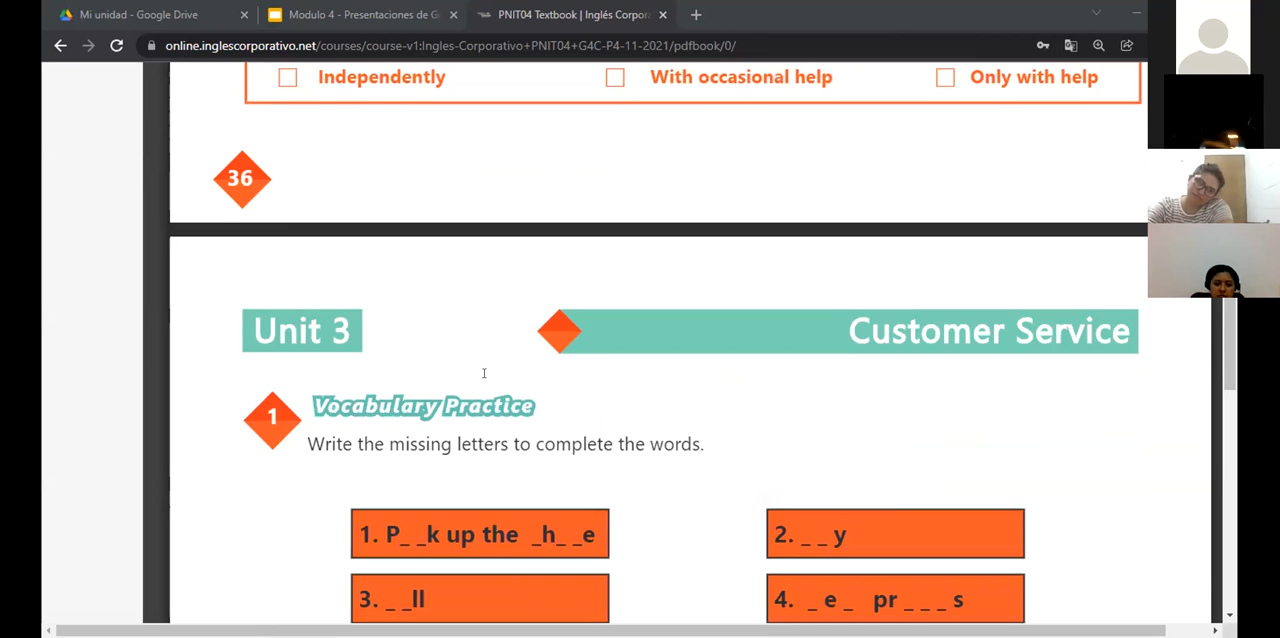 Mi unidad - Google Drive
Modulo 4 - Presentaciones de G
PNIT04 Textbook | Inglés Corpor
online.inglescorporativo.net/courses/course-v1:Ingles-Corporativo+PNIT04+G4C-P4-11-2021/pdfbook/0/
Independently
With occasional help
Only with help
36
Unit 3
Customer Service
1
Vocabulary Practice
Write the missing letters to complete the words.
1. P_ _k up the _h_ _e
2. _ _ y
3. _ _ll
4. _ e _ pr _ _ _ s